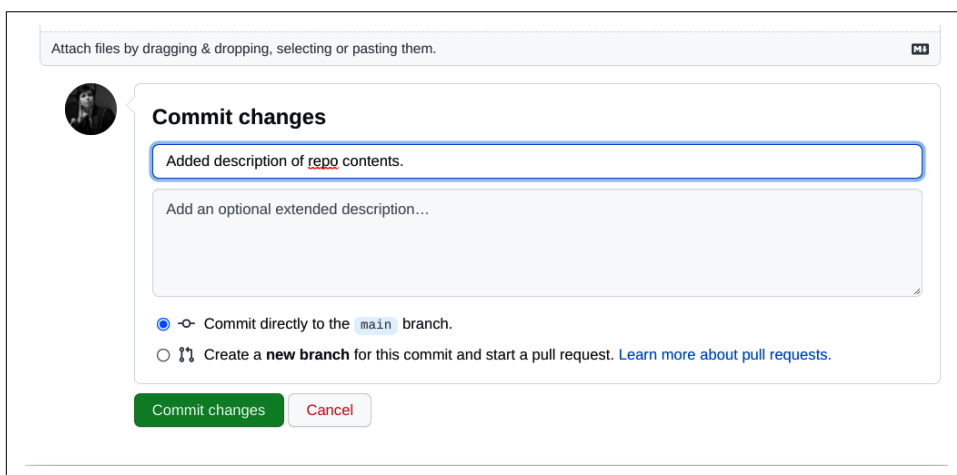 Attach files by dragging & dropping, selecting or pasting them.
M↓
Commit changes
Added description of repo contents.
Add an optional extended description…
Commit directly to the main branch.
Create a new branch for this commit and start a pull request. Learn more about pull requests.
Commit changes
Cancel